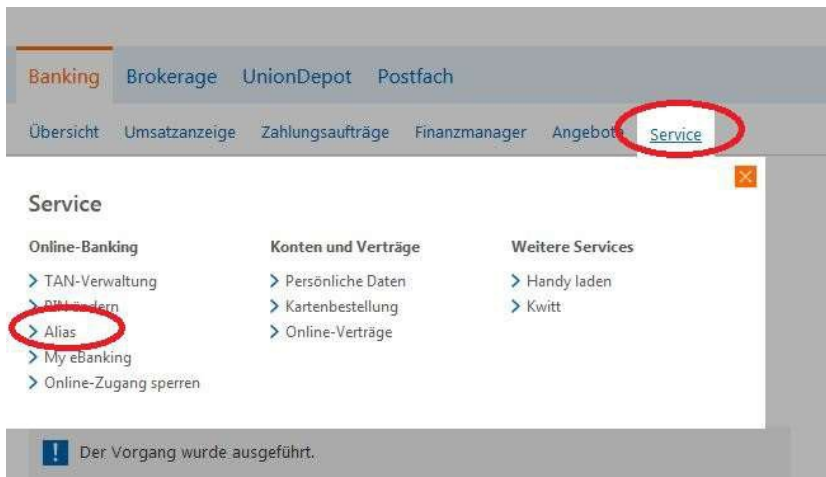 Banking Brokerage UnionDepot Postfach
Übersicht Umsatzanzeige Zahlungsaufträge Finanzmanager Angebote Service
Service
Online-Banking
TAN-Verwaltung
PIN ändern
Alias
My eBanking
Online-Zugang sperren
Konten und Verträge
Persönliche Daten
Kartenbestellung
Online-Verträge
Weitere Services
Handy laden
Kwitt
Der Vorgang wurde ausgeführt.